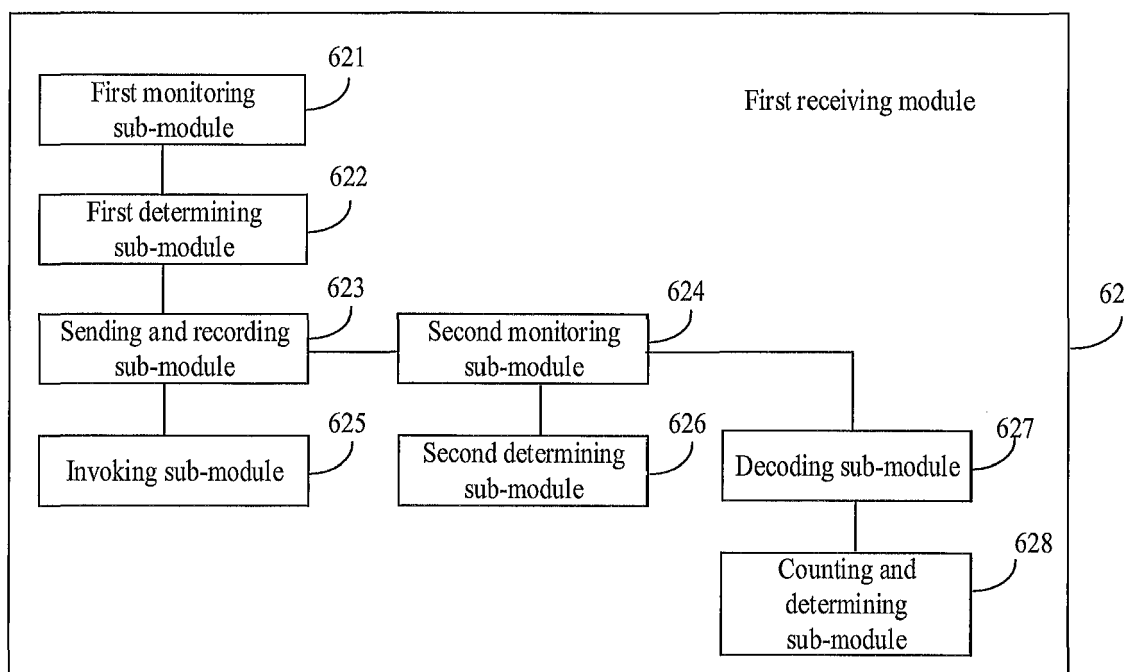 621
First monitoring
sub-module
First receiving module
622
First determining
sub-module
623
Sending and recording
sub-module
624
Second monitoring
sub-module
62
625
Invoking sub-module
626
Second determining
sub-module
627
Decoding sub-module
628
Counting and
determining
sub-module